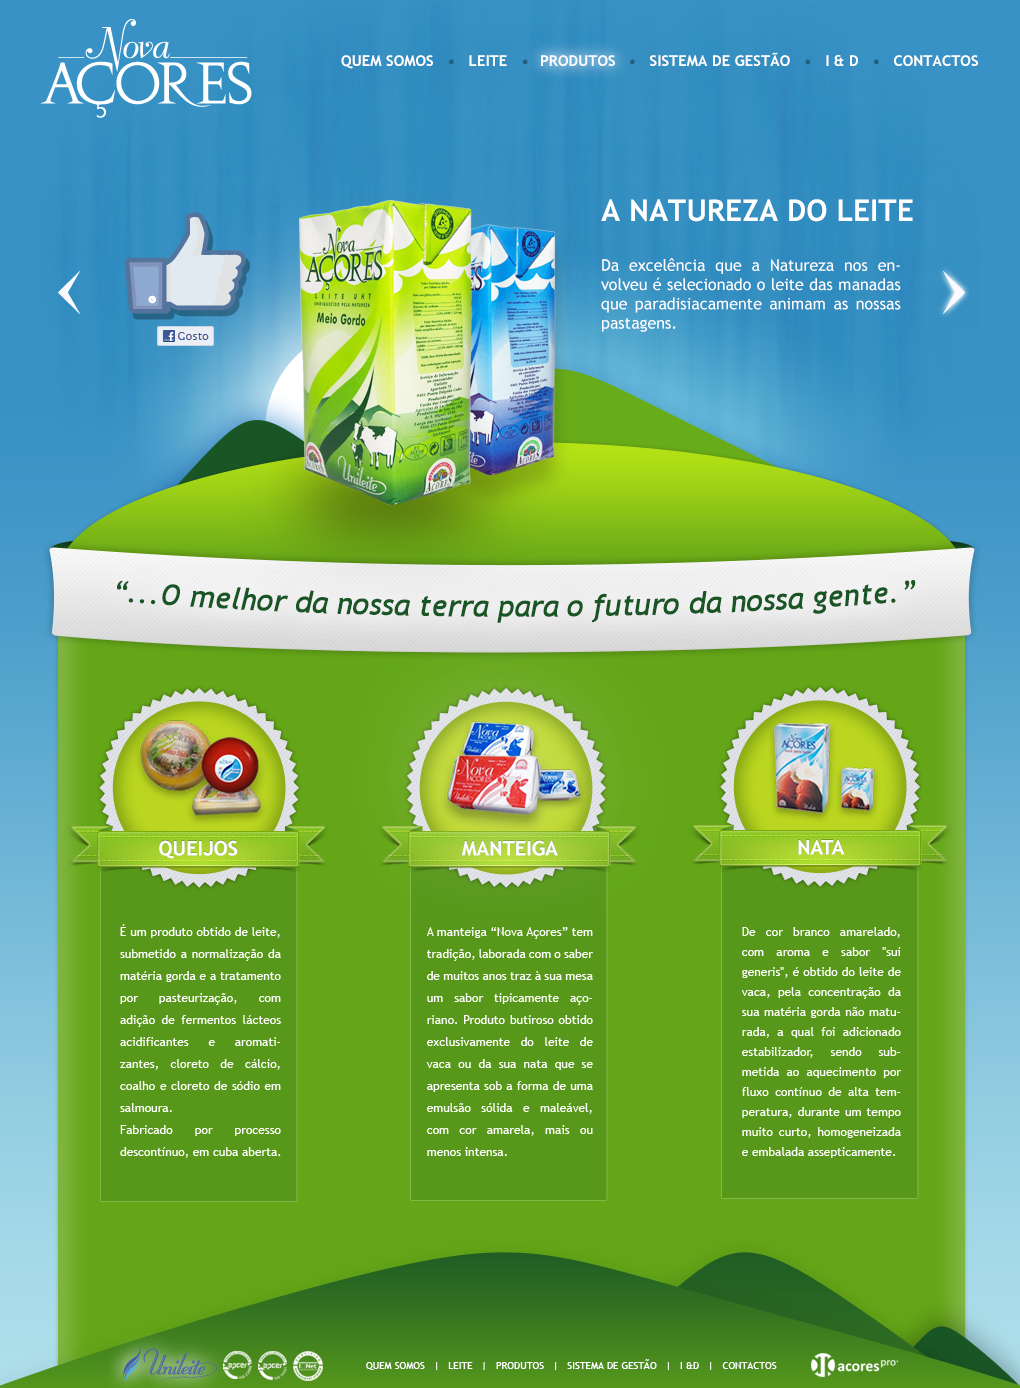 Nova
AÇORES
QUEM SOMOS • LEITE • PRODUTOS • SISTEMA DE GESTÃO • I & D • CONTACTOS
A NATUREZA DO LEITE
Da excelência que a Natureza nos en-
volveu é selecionado o leite das manadas
que paradisiacamente animam as nossas
pastagens.
Gosto
Nova
AÇORES
LEITE UHT
Meio Gordo
Unileite
AÇORES
“...O melhor da nossa terra para o futuro da nossa gente.”
QUEIJOS
É um produto obtido de leite,
submetido a normalização da
matéria gorda e a tratamento
por pasteurização, com
adição de fermentos lácteos
acidificantes e aromati-
zantes, cloreto de cálcio,
coalho e cloreto de sódio em
salmoura.
Fabricado por processo
descontínuo, em cuba aberta.
Nova
AÇORES
Nova
AÇORES
MANTEIGA
A manteiga “Nova Açores” tem
tradição, laborada com o saber
de muitos anos traz à sua mesa
um sabor tipicamente aço-
riano. Produto butiroso obtido
exclusivamente do leite de
vaca ou da sua nata que se
apresenta sob a forma de uma
emulsão sólida e maleável,
com cor amarela, mais ou
menos intensa.
AÇORES
NATA
De cor branco amarelado,
com aroma e sabor "sui
generis", é obtido do leite de
vaca, pela concentração da
sua matéria gorda não matu-
rada, a qual foi adicionado
estabilizador, sendo sub-
metida ao aquecimento por
fluxo contínuo de alta tem-
peratura, durante um tempo
muito curto, homogeneizada
e embalada assepticamente.
Unileite
apcer
apcer
QUEM SOMOS | LEITE | PRODUTOS | SISTEMA DE GESTÃO | I &D | CONTACTOS
acorespro